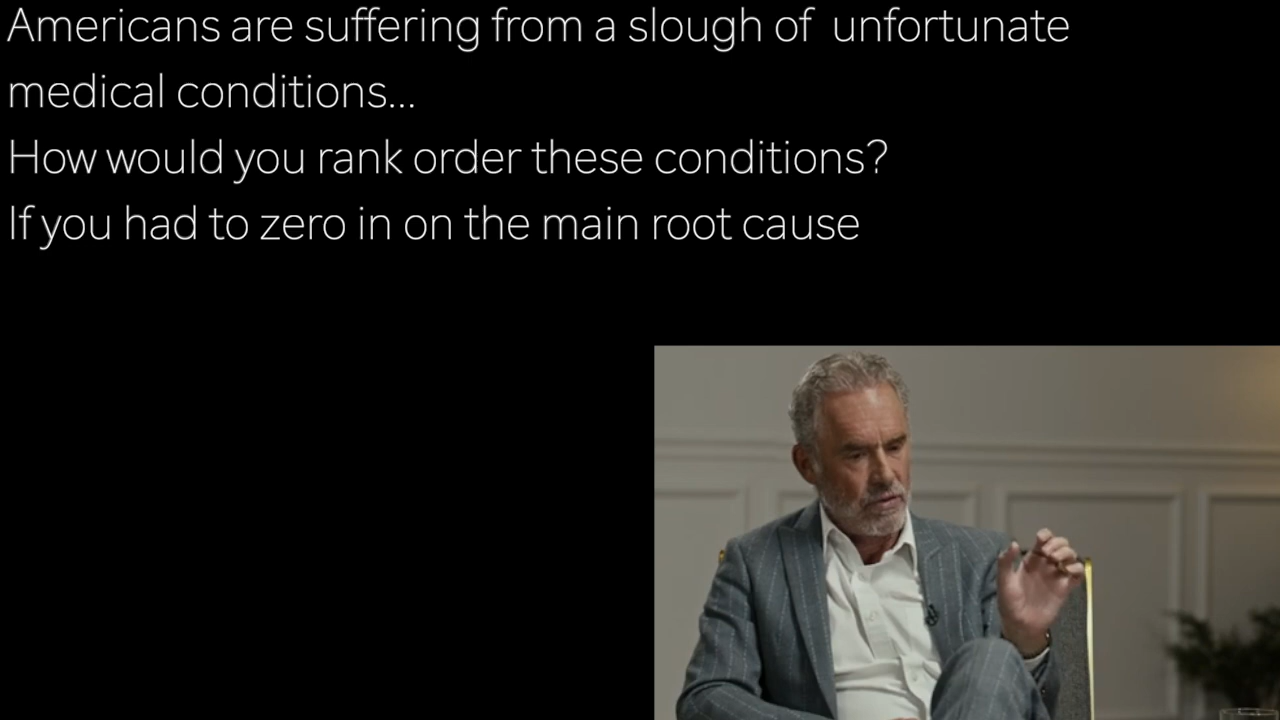 Americans are suffering from a slough of unfortunate
medical conditions...
How would you rank order these conditions?
If you had to zero in on the main root cause